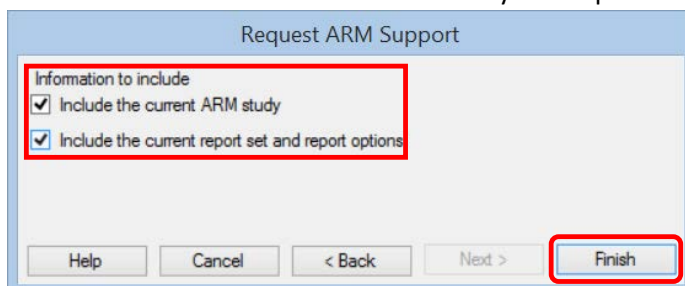 Request ARM Support
Information to include
Include the current ARM study
Include the current report set and report options
Help Cancel < Back Next > Finish